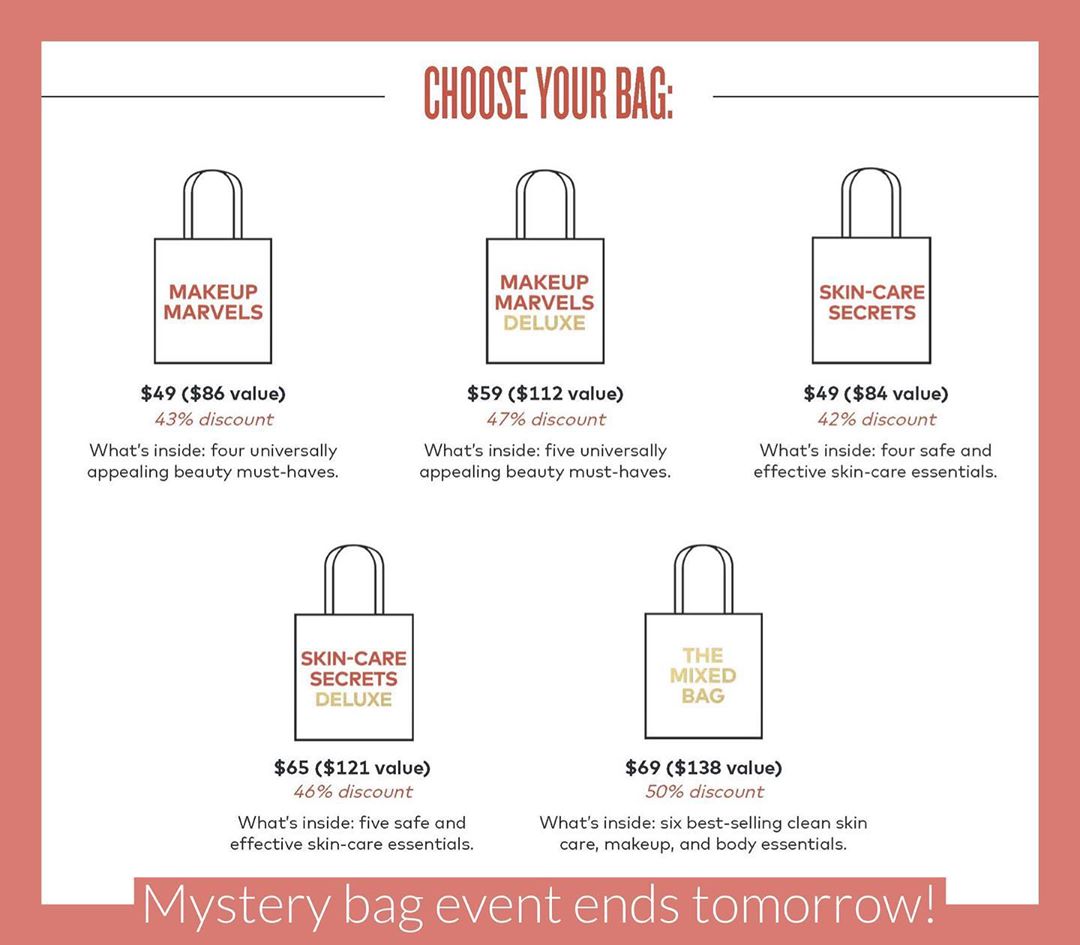 CHOOSE YOUR BAG:
MAKEUP
MARVELS
$49 ($86 value)
43% discount
What's inside: four universally
appealing beauty must-haves.
MAKEUP
MARVELS
DELUXE
$59 ($112 value)
47% discount
What's inside: five universally
appealing beauty must-haves.
SKIN-CARE
SECRETS
$49 ($84 value)
42% discount
What's inside: four safe and
effective skin-care essentials.
SKIN-CARE
SECRETS
DELUXE
$65 ($121 value)
46% discount
What's inside: five safe and
effective skin-care essentials.
THE
MIXED
BAG
$69 ($138 value)
50% discount
What's inside: six best-selling clean skin
care, makeup, and body essentials.
Mystery bag event ends tomorrow!